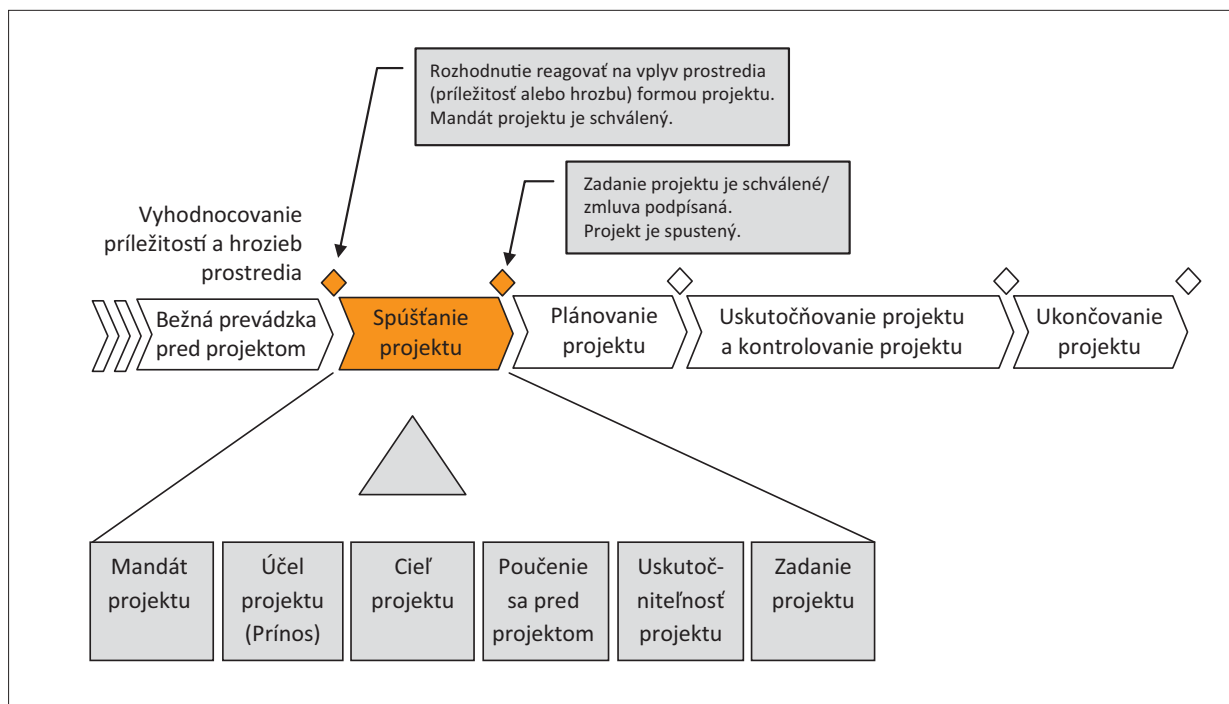 Rozhodnutie reagovať na vplyv prostredia
(príležitosť alebo hrozbu) formou projektu.
Mandát projektu je schválený.
Zadanie projektu je schválené/
zmluva podpísaná.
Projekt je spustený.
Vyhodnocovanie
príležitostí a hrozieb
prostredia
Bežná prevádzka
pred projektom
Spúšťanie
projektu
Plánovanie
projektu
Uskutočňovanie projektu
a kontrolovanie projektu
Ukončovanie
projektu
Mandát
projektu
Účel
projektu
(Prínos)
Cieľ
projektu
Poučenie
sa pred
projektom
Uskutoč-
niteľnosť
projektu
Zadanie
projektu